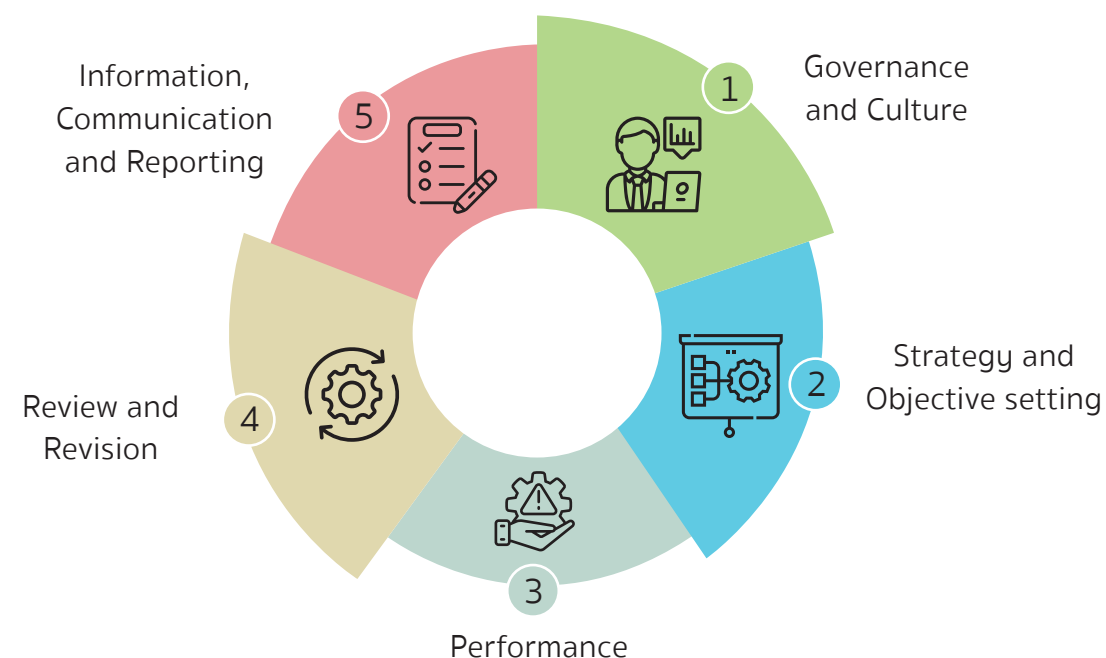 1
Governance
and Culture
2
Strategy and
Objective setting
3
Performance
4
Review and
Revision
5
Information,
Communication
and Reporting